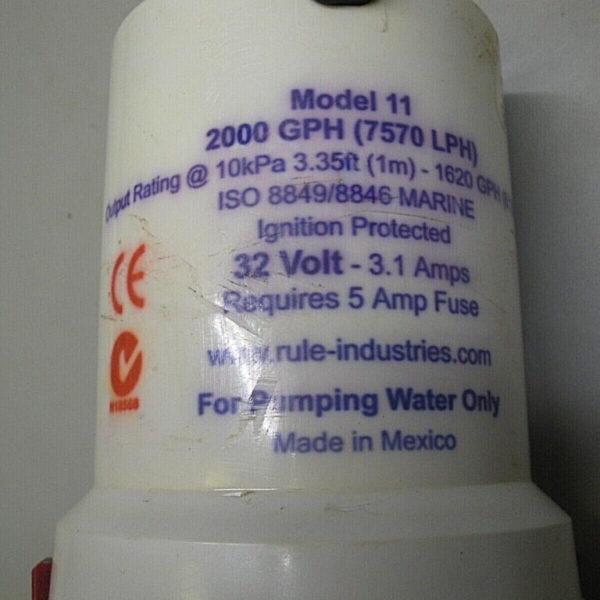 Model 11
2000 GPH (7570 LPH)
Output Rating @ 10kPa 3.35ft (1m) - 1620 GPH
ISO 8849/8846 MARINE
Ignition Protected
32 Volt - 3.1 Amps
Requires 5 Amp Fuse
www.rule-industries.com
For Pumping Water Only
Made in Mexico
CE